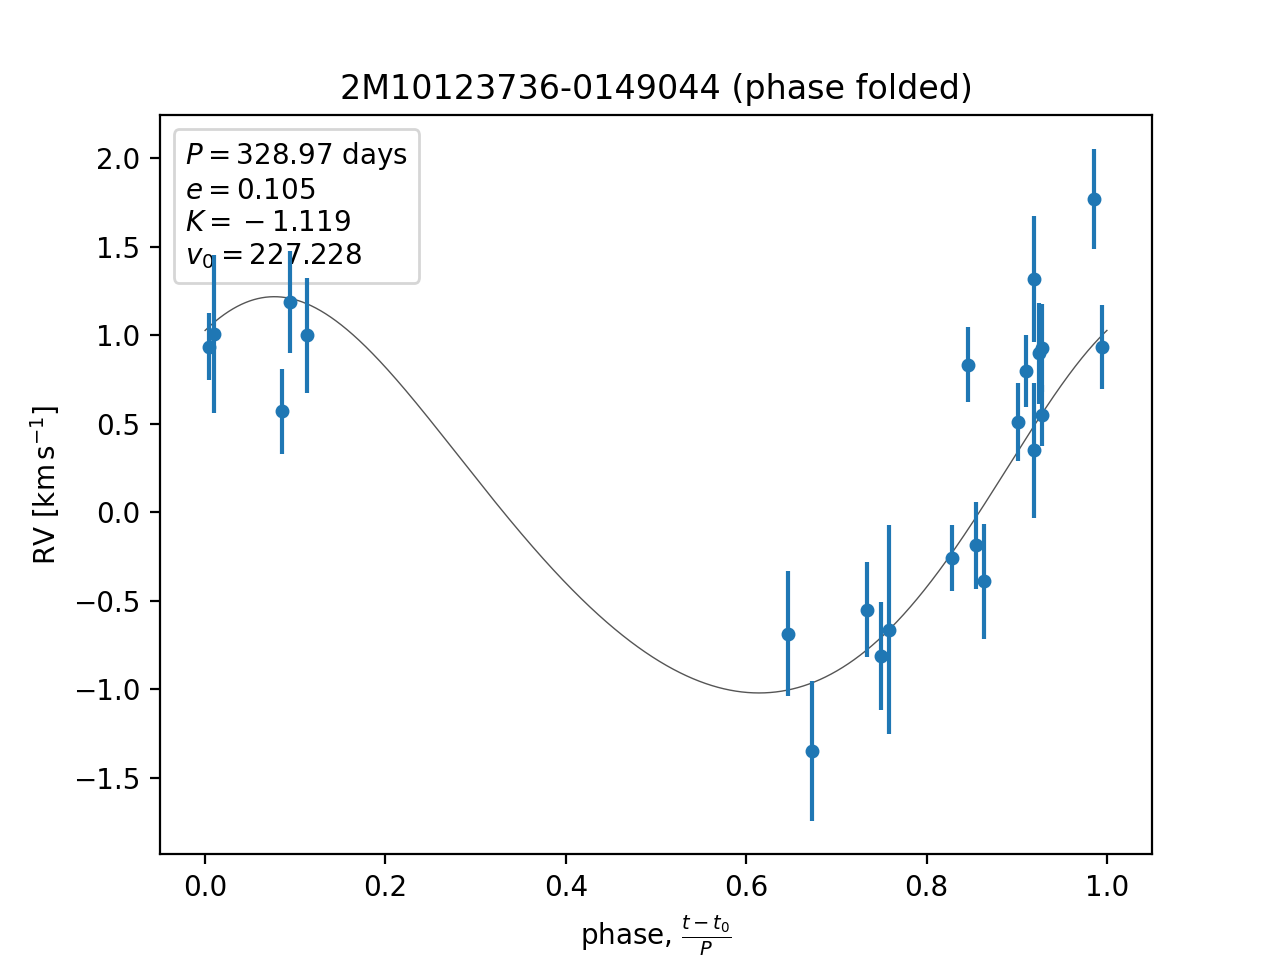 2M10123736-0149044 (phase folded)
P = 328.97 days
e = 0.105
K = −1.119
v₀ = 227.228
RV [km s⁻¹]
2.0
1.5
1.0
0.5
0.0
−0.5
−1.0
−1.5
0.0 0.2 0.4 0.6 0.8 1.0
phase, (t − t₀)/P